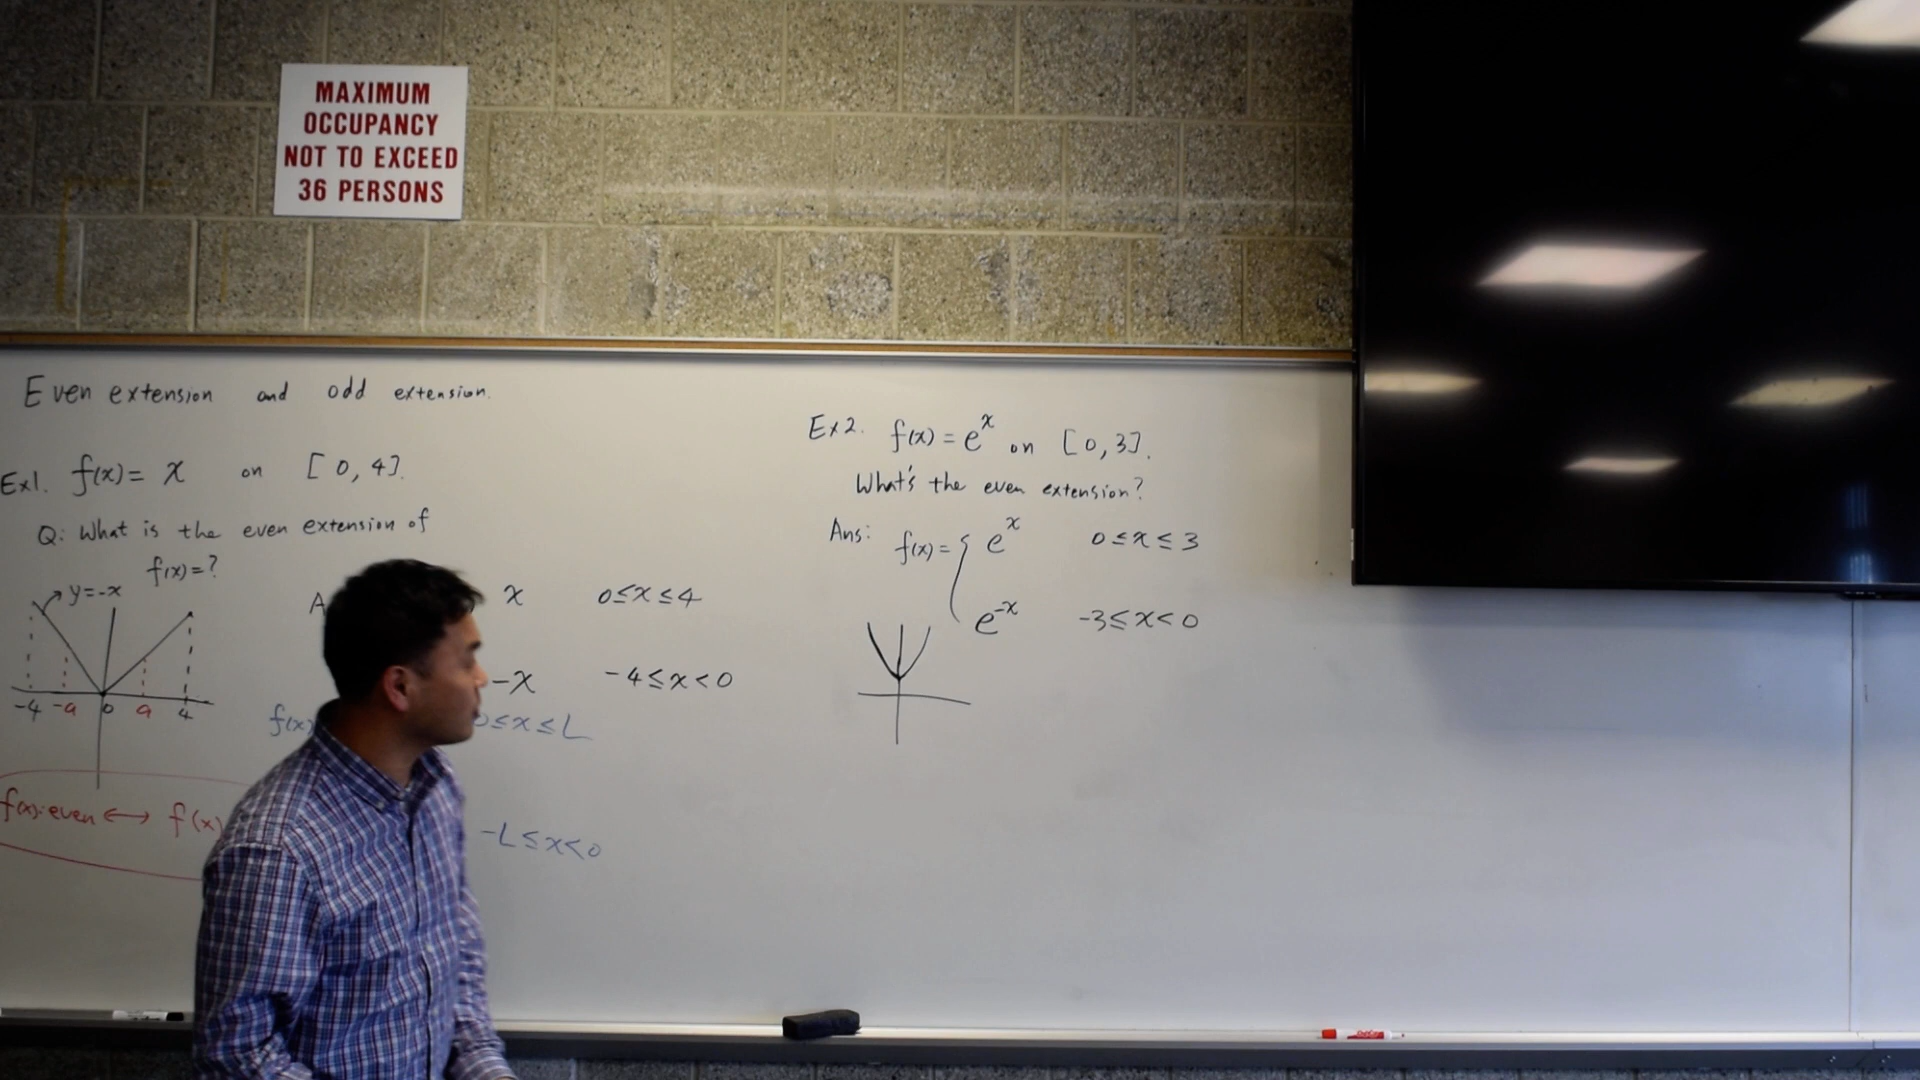 MAXIMUM
OCCUPANCY
NOT TO EXCEED
36 PERSONS
Even extension and odd extension.
Ex1. f(x) = x on [0, 4].
Q: What is the even extension of
f(x) = ?
y=-x
A
x 0≤x≤4
-x -4≤x<0
-4 -a 0 a 4
f(x) 0≤x≤L
-L≤x<0
f(x): even ⟷ f(x)
Ex2. f(x) = e^x on [0, 3].
What's the even extension?
Ans: f(x) = { e^x 0≤x≤3
e^-x -3≤x<0